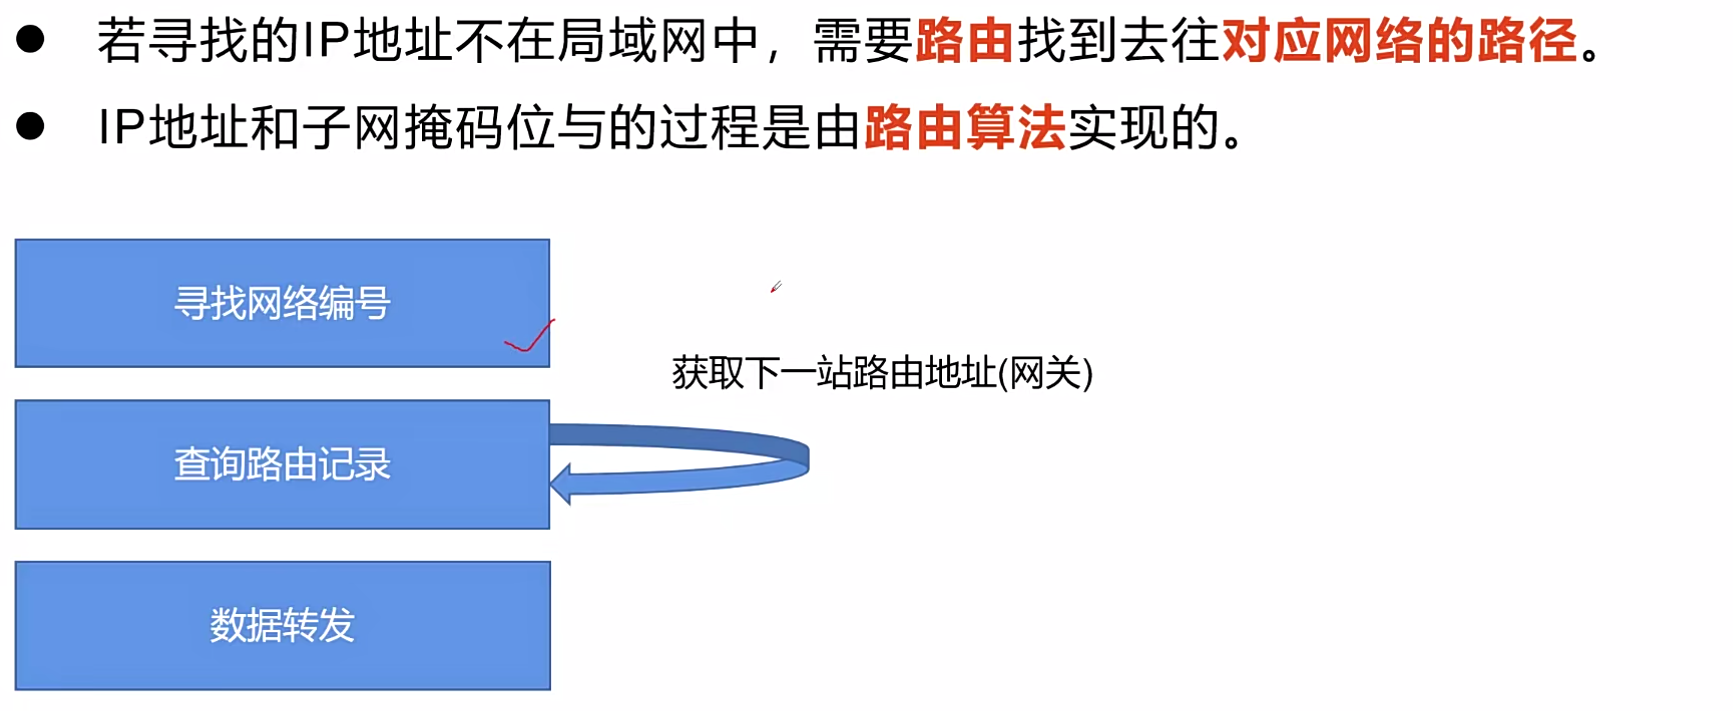 ● 若寻找的IP地址不在局域网中，需要路由找到去往对应网络的路径。
● IP地址和子网掩码位与的过程是由路由算法实现的。
寻找网络编号
获取下一站路由地址(网关)
查询路由记录
数据转发